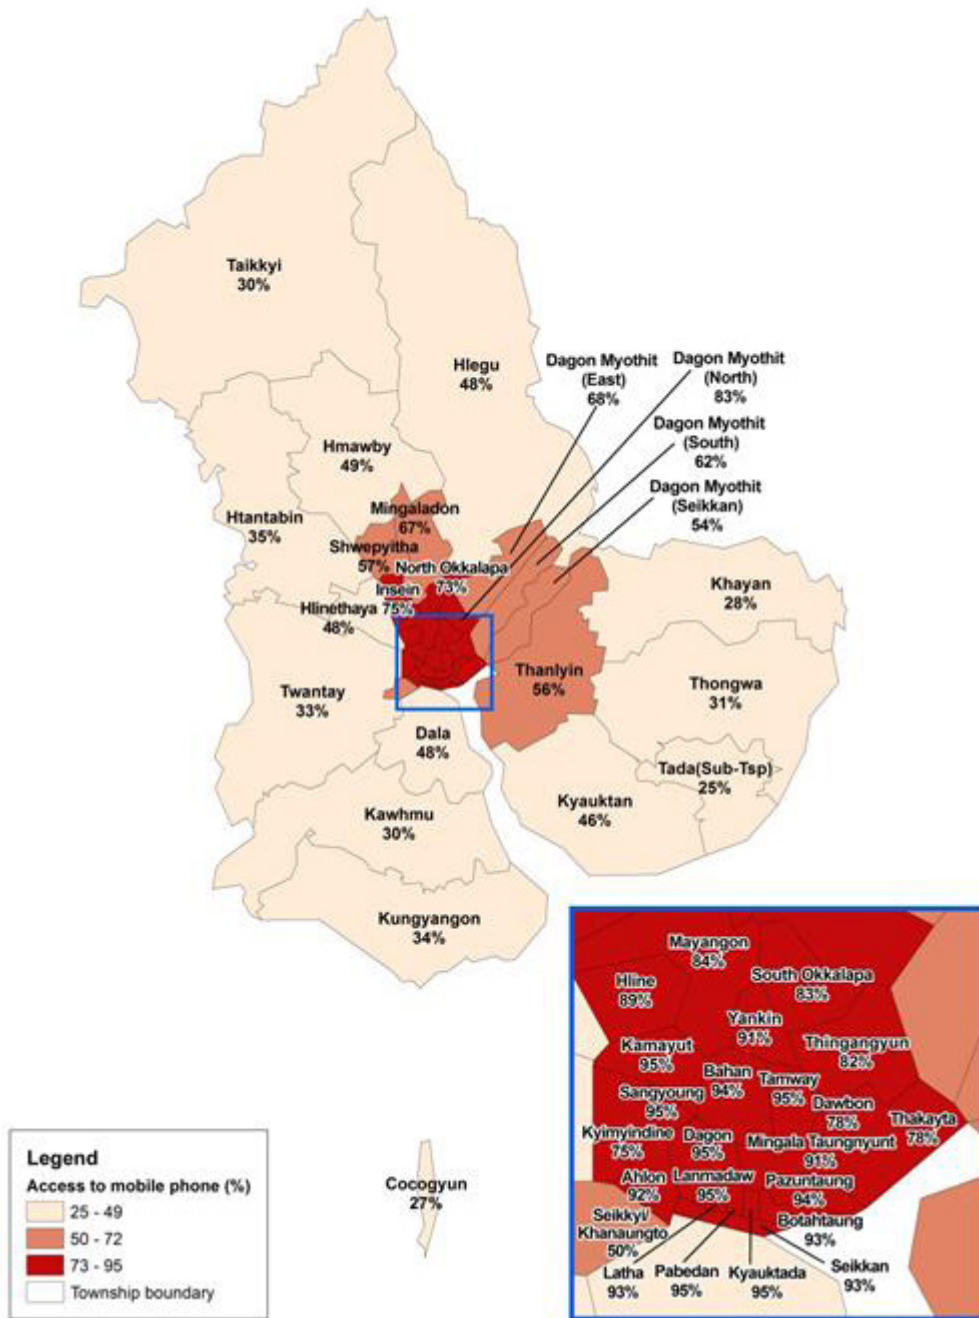 Taikkyi
30%
Hlegu
48%
Dagon Myothit
(East)
68%
Dagon Myothit
(North)
83%
Dagon Myothit
(South)
62%
Dagon Myothit
(Seikkan)
54%
Hmawby
49%
Htantabin
35%
Mingaladon
67%
Shwepyitha
57%
North Okkalapa
73%
Insein
75%
Hlinethaya
48%
Khayan
28%
Thanlyin
56%
Thongwa
31%
Twantay
33%
Dala
48%
Tada(Sub-Tsp)
25%
Kyauktan
46%
Kawhmu
30%
Kungyangon
34%
Cocogyun
27%
Mayangon
84%
South Okkalapa
83%
Hline
89%
Yankin
91%
Thingangyun
82%
Kamayut
95%
Bahan
94%
Tamway
95%
Sangyoung
95%
Dawbon
78%
Thakayta
78%
Kyimyindine
75%
Dagon
95%
Mingala Taungnyunt
91%
Ahlon
92%
Lanmadaw
95%
Pazuntaung
94%
Seikkyi/
Khanaungto
50%
Botahtaung
93%
Latha
93%
Pabedan
95%
Kyauktada
95%
Seikkan
93%
Legend
Access to mobile phone (%)
25 - 49
50 - 72
73 - 95
Township boundary